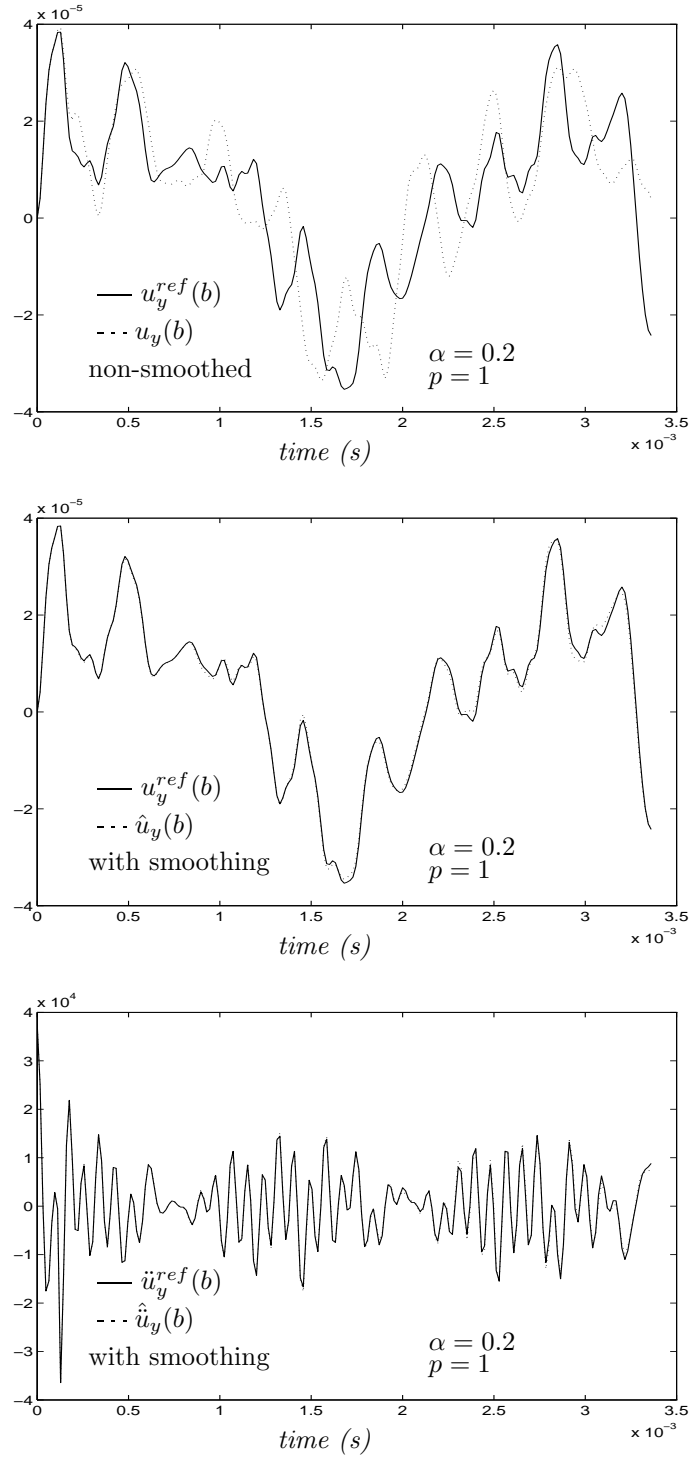 x 10⁻⁵
4
2
0
−2
−4
u_y^{ref}(b)
u_y(b)
non-smoothed
α = 0.2
p = 1
0 0.5 1 1.5 2 2.5 3 3.5
x 10⁻³
time (s)
x 10⁻⁵
4
2
0
−2
−4
u_y^{ref}(b)
û_y(b)
with smoothing
α = 0.2
p = 1
0 0.5 1 1.5 2 2.5 3 3.5
x 10⁻³
time (s)
x 10⁴
4
3
2
1
0
−1
−2
−3
−4
ü_y^{ref}(b)
\hat{ü}_y(b)
with smoothing
α = 0.2
p = 1
0 0.5 1 1.5 2 2.5 3 3.5
x 10⁻³
time (s)